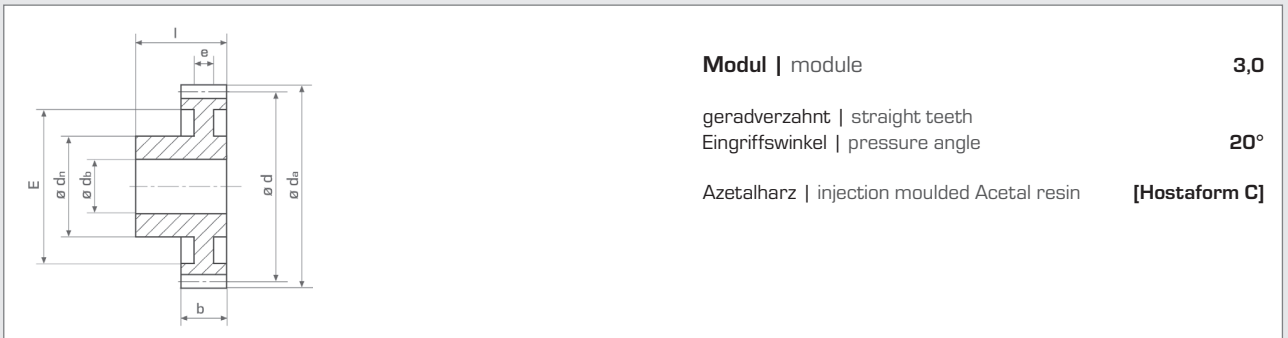 l
e
E
ø dn
ø db
ø d
ø da
b
Modul | module 3,0
geradverzahnt | straight teeth
Eingriffswinkel | pressure angle 20°
Azetalharz | injection moulded Acetal resin [Hostaform C]